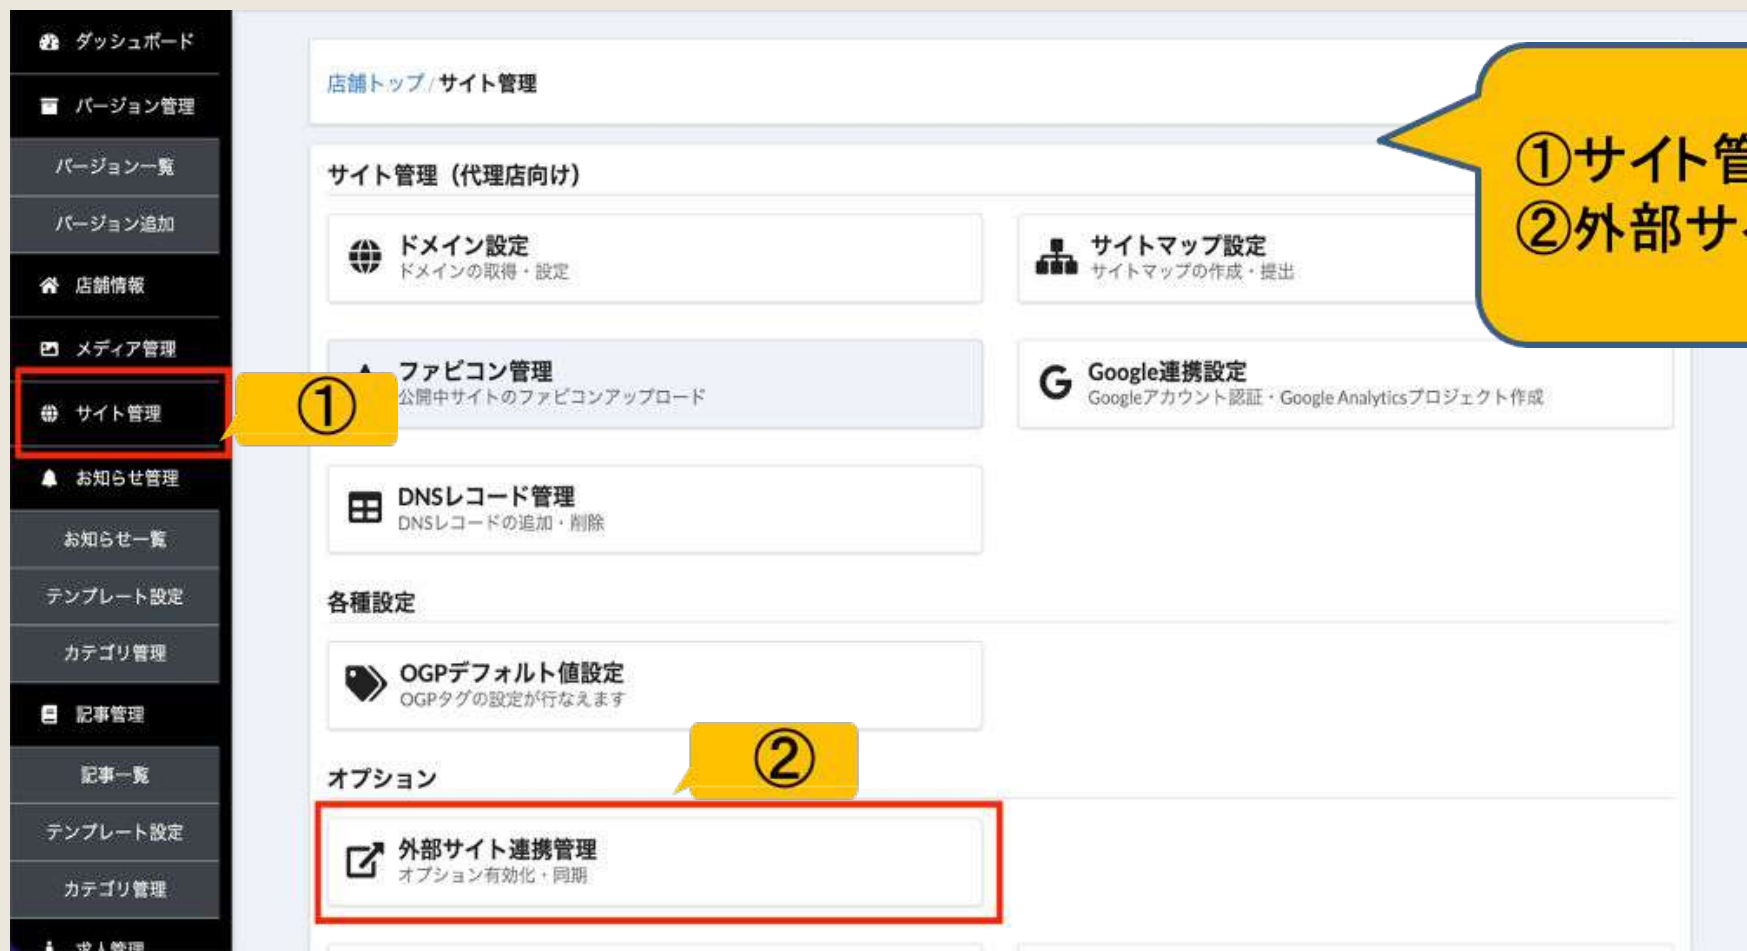 ダッシュボード
バージョン管理
バージョン一覧
バージョン追加
店舗情報
メディア管理
サイト管理
お知らせ管理
お知らせ一覧
テンプレート設定
カテゴリ管理
記事管理
記事一覧
テンプレート設定
カテゴリ管理
求人管理
①
店舗トップ / サイト管理
サイト管理（代理店向け）
ドメイン設定
ドメインの取得・設定
サイトマップ設定
サイトマップの作成・提出
ファビコン管理
公開中サイトのファビコンアップロード
Google連携設定
Googleアカウント認証・Google Analyticsプロジェクト作成
DNSレコード管理
DNSレコードの追加・削除
各種設定
OGPデフォルト値設定
OGPタグの設定が行なえます
オプション
②
外部サイト連携管理
オプション有効化・同期
①サイト管
②外部サ